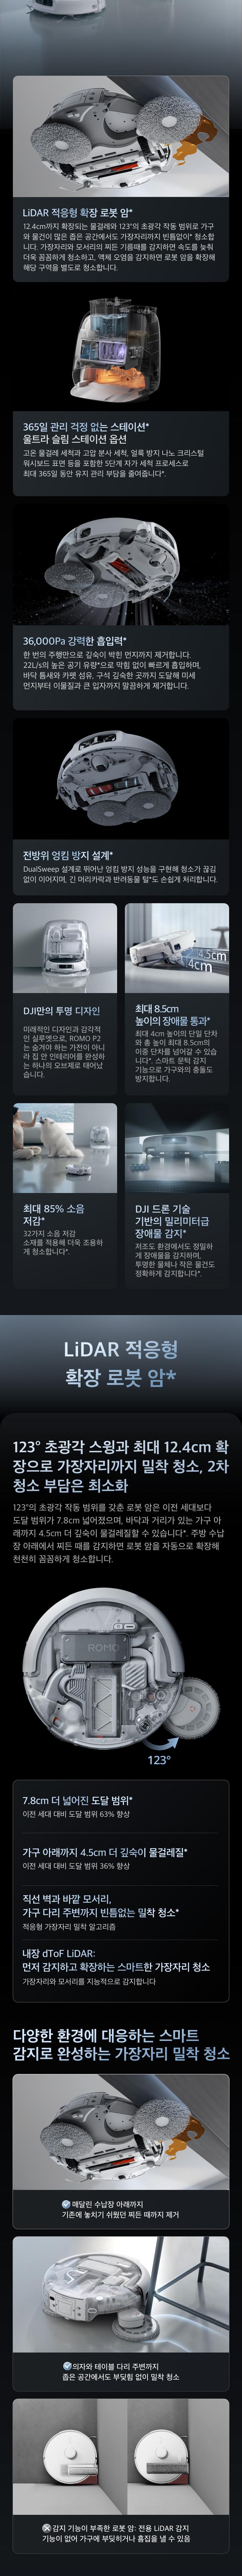 LiDAR 적응형 확장 로봇 암*
12.4cm까지 확장되는 물걸레와 123°의 초광각 작동 범위로 가구
와 물건이 많은 좁은 공간에서도 가장자리까지 빈틈없이* 청소합
니다. 가장자리와 모서리의 찌든 기름때를 감지하면 속도를 늦춰
더욱 꼼꼼하게 청소하고, 액체 오염을 감지하면 로봇 암을 확장해
해당 구역을 별도로 청소합니다.
365일 관리 걱정 없는 스테이션*
울트라 슬림 스테이션 옵션
고온 물걸레 세척과 고압 분사 세척, 얼룩 방지 나노 크리스털
워시보드 표면 등을 포함한 5단계 자가 세척 프로세스로
최대 365일 동안 유지 관리 부담을 줄여줍니다*.
36,000Pa 강력한 흡입력*
한 번의 주행만으로 깊숙이 박힌 먼지까지 제거합니다.
22L/s의 높은 공기 유량*으로 막힘 없이 빠르게 흡입하며,
바닥 틈새와 카펫 섬유, 구석 깊숙한 곳까지 도달해 미세
먼지부터 이물질과 큰 입자까지 말끔하게 제거합니다.
전방위 엉킴 방지 설계*
DualSweep 설계로 뛰어난 엉킴 방지 성능을 구현해 청소가 끊김
없이 이어지며, 긴 머리카락과 반려동물 털*도 손쉽게 처리합니다.
DJI만의 투명 디자인
미래적인 디자인과 감각적
인 실루엣으로, ROMO P2
는 숨겨야 하는 가전이 아니
라 집 안 인테리어를 완성하
는 하나의 오브제로 태어났
습니다.
4.5cm
4cm
최대 8.5cm
높이의 장애물 통과*
최대 4cm 높이의 단일 단차
와 총 높이 최대 8.5cm의
이중 단차를 넘어갈 수 있습
니다*. 스마트 문턱 감지
기능으로 가구와의 충돌도
방지합니다.
최대 85% 소음
저감*
32가지 소음 저감
소재를 적용해 더욱 조용하
게 청소합니다*.
DJI 드론 기술
기반의 밀리미터급
장애물 감지*
저조도 환경에서도 정밀하
게 장애물을 감지하며,
투명한 물체나 작은 물건도
정확하게 감지합니다*.
LiDAR 적응형
확장 로봇 암*
123° 초광각 스윙과 최대 12.4cm 확
장으로 가장자리까지 밀착 청소, 2차
청소 부담은 최소화
123°의 초광각 작동 범위를 갖춘 로봇 암은 이전 세대보다
도달 범위가 7.8cm 넓어졌으며, 바닥과 거리가 있는 가구 아
래까지 4.5cm 더 깊숙이 물걸레질할 수 있습니다*. 주방 수납
장 아래에서 찌든 때를 감지하면 로봇 암을 자동으로 확장해
천천히 꼼꼼하게 청소합니다.
ROMO
123°
7.8cm 더 넓어진 도달 범위*
이전 세대 대비 도달 범위 63% 향상
가구 아래까지 4.5cm 더 깊숙이 물걸레질*
이전 세대 대비 도달 범위 36% 향상
직선 벽과 바깥 모서리,
가구 다리 주변까지 빈틈없는 밀착 청소*
적응형 가장자리 밀착 알고리즘
내장 dToF LiDAR:
먼저 감지하고 확장하는 스마트한 가장자리 청소
가장자리와 모서리를 지능적으로 감지합니다
다양한 환경에 대응하는 스마트
감지로 완성하는 가장자리 밀착 청소
매달린 수납장 아래까지
기존에 놓치기 쉬웠던 찌든 때까지 제거
의자와 테이블 다리 주변까지
좁은 공간에서도 부딪힘 없이 밀착 청소
감지 기능이 부족한 로봇 암: 전용 LiDAR 감지
기능이 없어 가구에 부딪히거나 흠집을 낼 수 있음